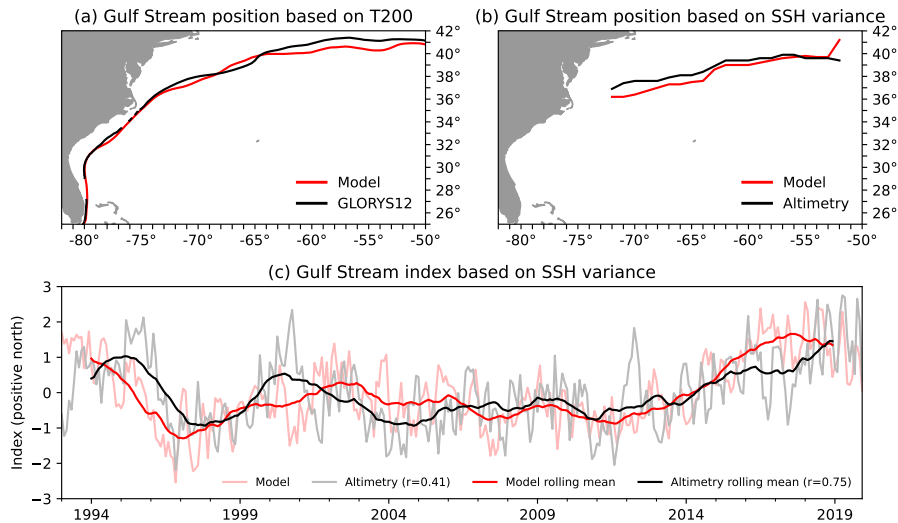 (a) Gulf Stream position based on T200
(b) Gulf Stream position based on SSH variance
42°
40°
38°
36°
34°
32°
30°
28°
26°
Model
GLORYS12
-80° -75° -70° -65° -60° -55° -50°
42°
40°
38°
36°
34°
32°
30°
28°
26°
Model
Altimetry
-80° -75° -70° -65° -60° -55° -50°
(c) Gulf Stream index based on SSH variance
Index (positive north)
3
2
1
0
−1
−2
−3
Model Altimetry (r=0.41) Model rolling mean Altimetry rolling mean (r=0.75)
1994 1999 2004 2009 2014 2019